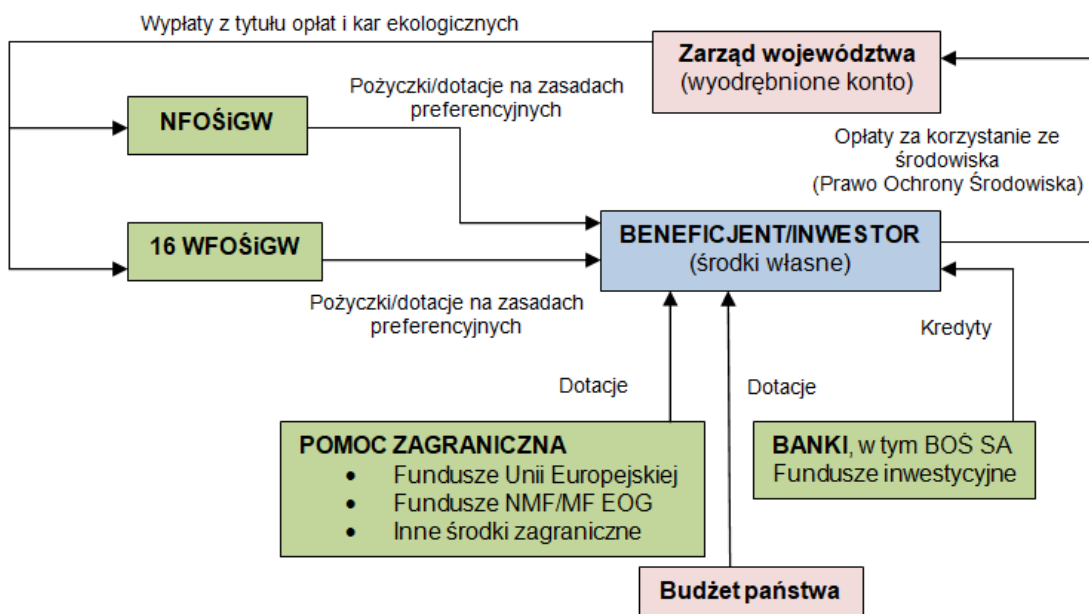 Wypłaty z tytułu opłat i kar ekologicznych
Zarząd województwa
(wyodrębnione konto)
Pożyczki/dotacje na zasadach
preferencyjnych
NFOŚiGW
Opłaty za korzystanie ze
środowiska
(Prawo Ochrony Środowiska)
16 WFOŚiGW
BENEFICJENT/INWESTOR
(środki własne)
Pożyczki/dotacje na zasadach
preferencyjnych
Kredyty
Dotacje
Dotacje
POMOC ZAGRANICZNA
• Fundusze Unii Europejskiej
• Fundusze NMF/MF EOG
• Inne środki zagraniczne
BANKI, w tym BOŚ SA
Fundusze inwestycyjne
Budżet państwa